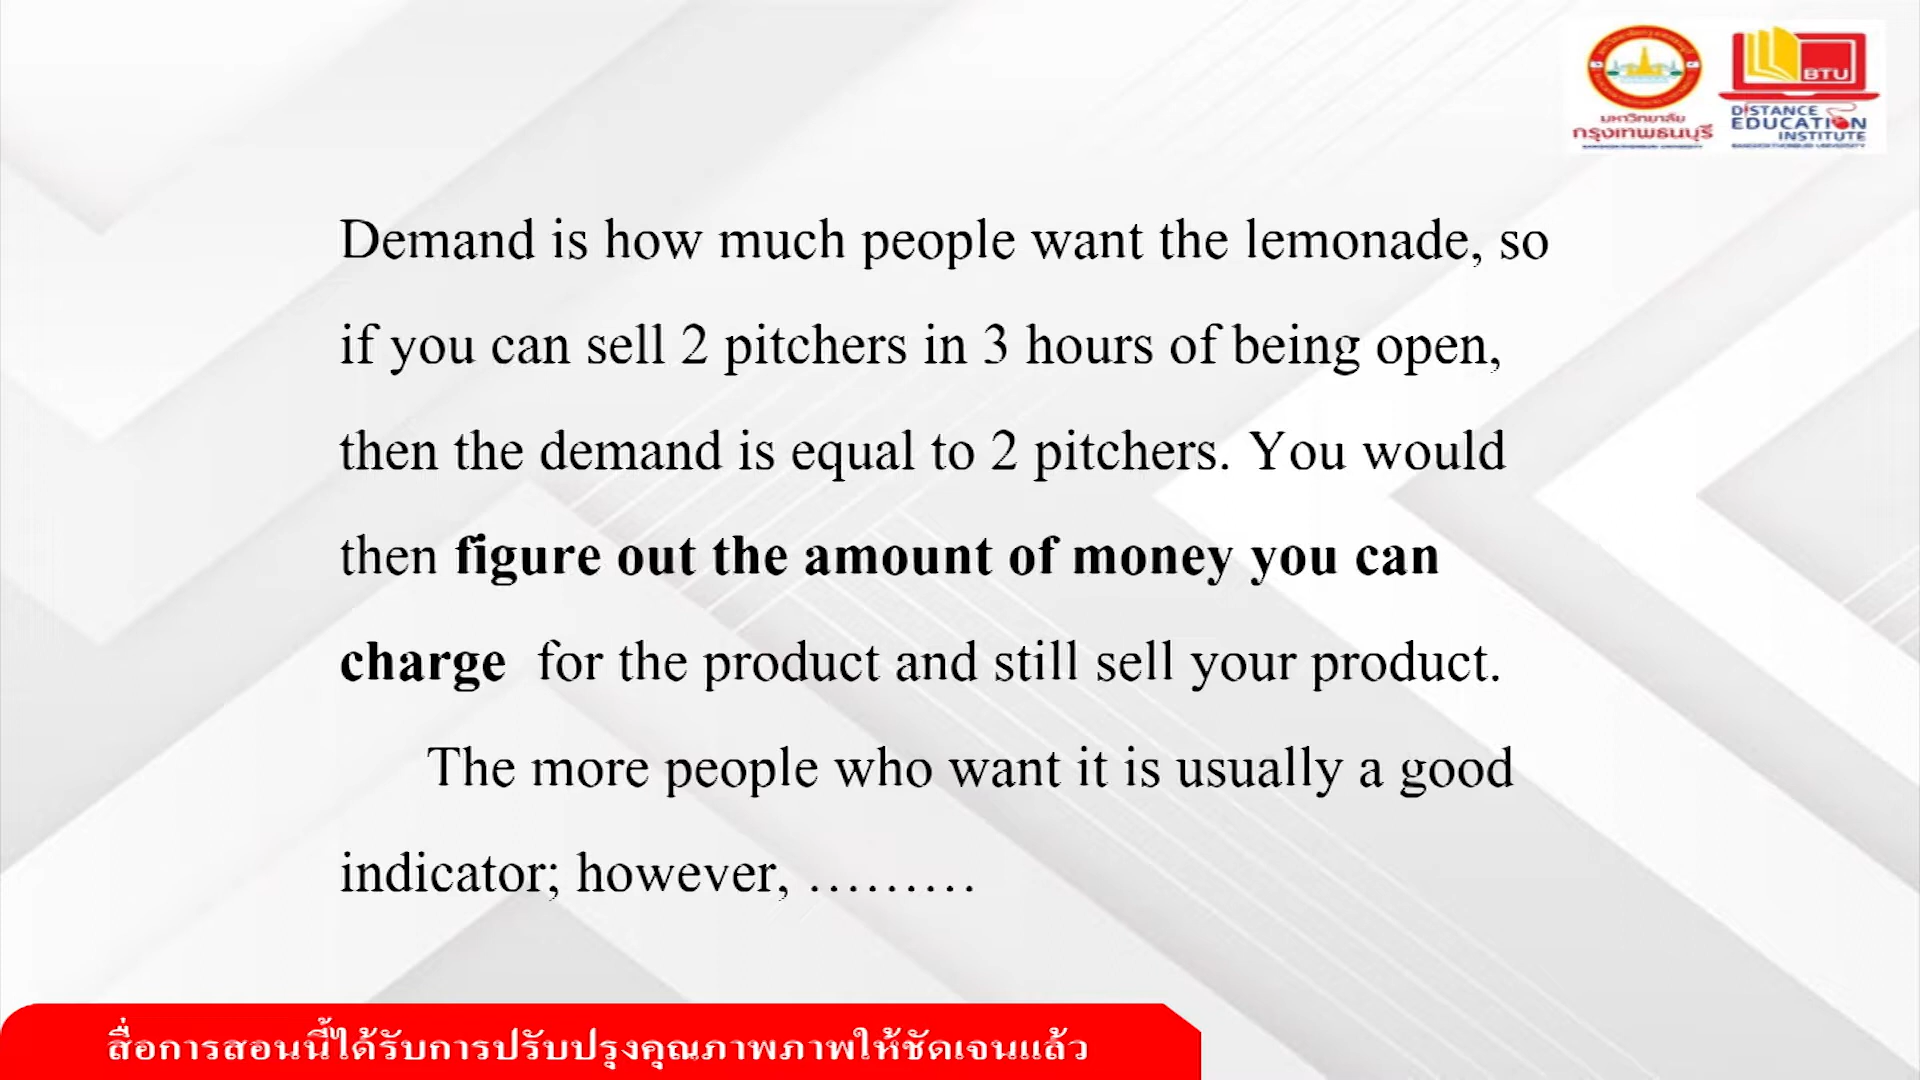 มหาวิทยาลัย
กรุงเทพธนบุรี
BTU
DISTANCE
EDUCATION
INSTITUTE
Demand is how much people want the lemonade, so
if you can sell 2 pitchers in 3 hours of being open,
then the demand is equal to 2 pitchers. You would
then figure out the amount of money you can
charge  for the product and still sell your product.
The more people who want it is usually a good
indicator; however, ………
สื่อการสอนนี้ได้รับการปรับปรุงคุณภาพภาพให้ชัดเจนแล้ว